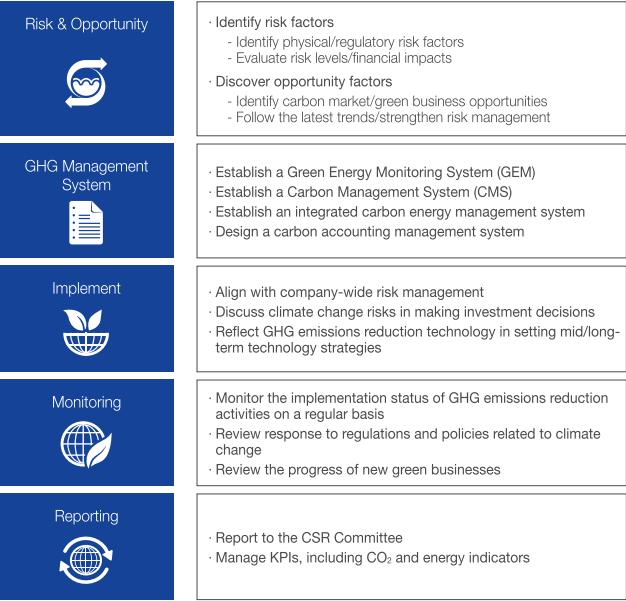 Risk & Opportunity
· Identify risk factors
- Identify physical/regulatory risk factors
- Evaluate risk levels/financial impacts
· Discover opportunity factors
- Identify carbon market/green business opportunities
- Follow the latest trends/strengthen risk management
GHG Management
System
· Establish a Green Energy Monitoring System (GEM)
· Establish a Carbon Management System (CMS)
· Establish an integrated carbon energy management system
· Design a carbon accounting management system
Implement
· Align with company-wide risk management
· Discuss climate change risks in making investment decisions
· Reflect GHG emissions reduction technology in setting mid/long-
term technology strategies
Monitoring
· Monitor the implementation status of GHG emissions reduction
activities on a regular basis
· Review response to regulations and policies related to climate
change
· Review the progress of new green businesses
Reporting
· Report to the CSR Committee
· Manage KPIs, including CO₂ and energy indicators